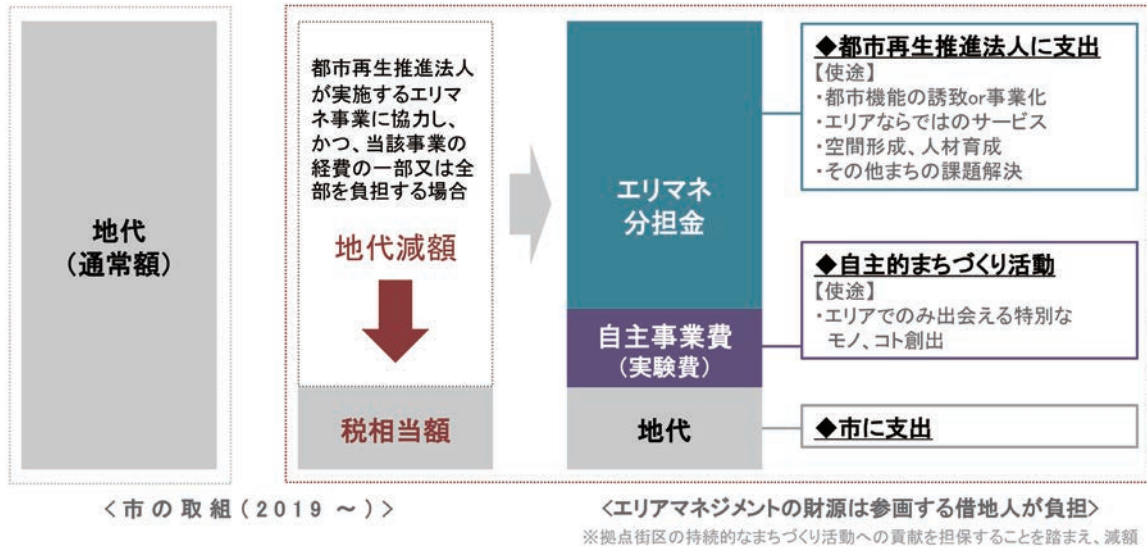 地代
(通常額)
都市再生推進法人
が実施するエリマ
ネ事業に協力し、
かつ、当該事業の
経費の一部又は全
部を負担する場合
地代減額
税相当額
エリマネ
分担金
自主事業費
(実験費)
地代
◆都市再生推進法人に支出
【使途】
・都市機能の誘致or事業化
・エリアならではのサービス
・空間形成、人材育成
・その他まちの課題解決
◆自主的まちづくり活動
【使途】
・エリアでのみ出会える特別な
モノ、コト創出
◆市に支出
<市の取組(2019 ～)>
<エリアマネジメントの財源は参画する借地人が負担>
※拠点街区の持続的なまちづくり活動への貢献を担保することを踏まえ、減額